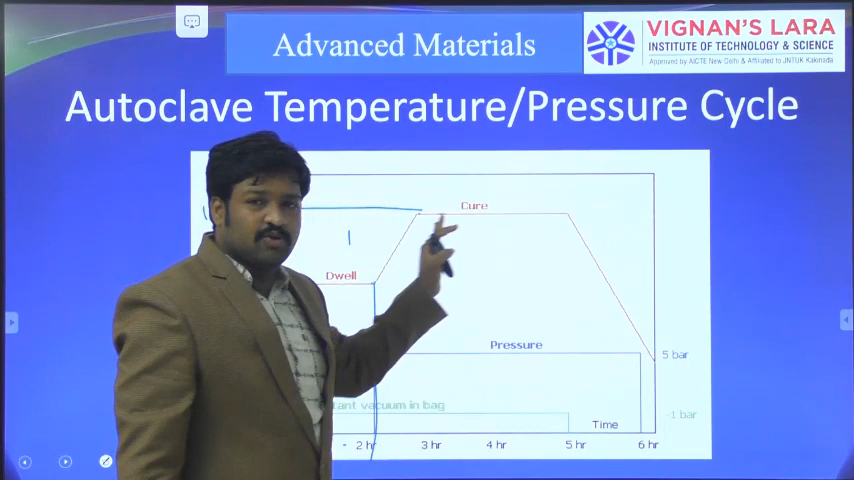 Advanced Materials
VIGNAN'S LARA
INSTITUTE OF TECHNOLOGY & SCIENCE
Approved by AICTE New Delhi & Affiliated to JNTUK Kakinada
Autoclave Temperature/Pressure Cycle
Cure
Dwell
Pressure
5 bar
vacuum in bag
-1 bar
Time
- 2 hr 3 hr 4 hr 5 hr 6 hr